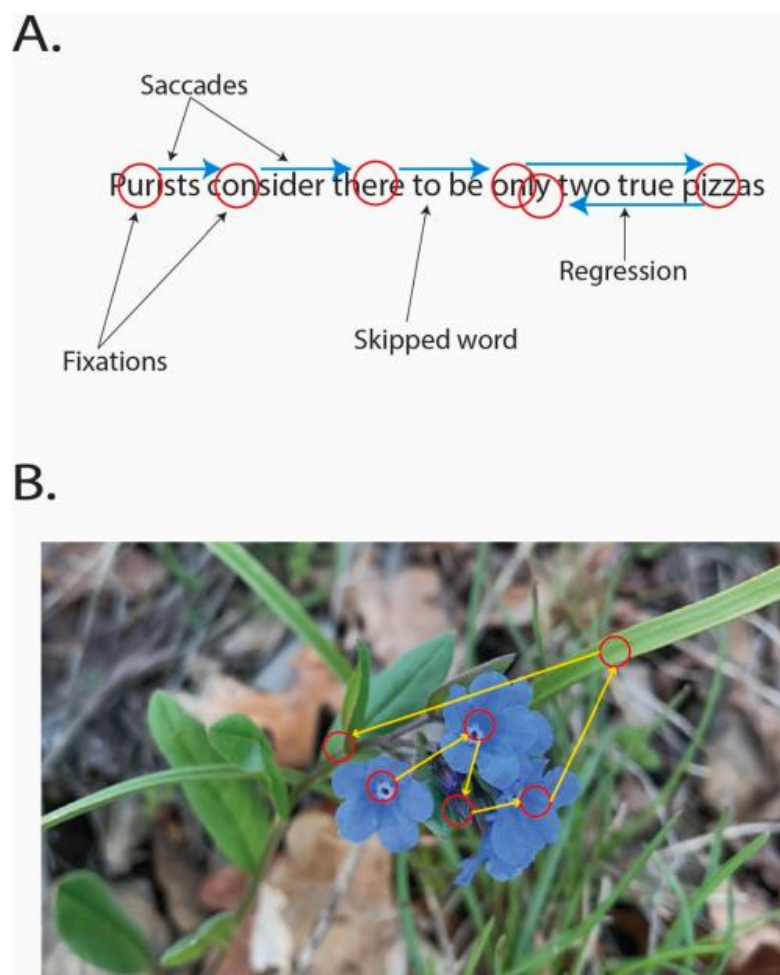 A.
Saccades
Purists consider there to be only two true pizzas
Regression
Skipped word
Fixations
B.